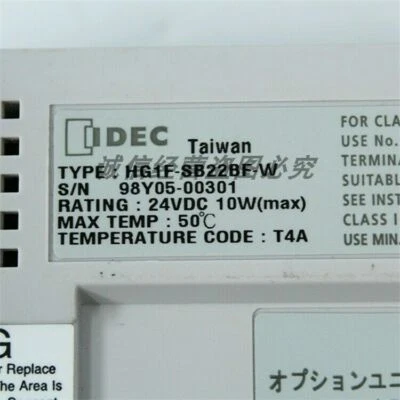 IDEC Taiwan
TYPE : HG1F-SB22BF-W
S/N 98Y05-00301
RATING : 24VDC 10W(max)
MAX TEMP : 50℃
TEMPERATURE CODE : T4A
诚信经营盗图必究
FOR CLA
USE No.
TERMINA
SUITABL
SEE INST
CLASS I
USE MINA
G
r Replace
the Area Is
オプションユニ